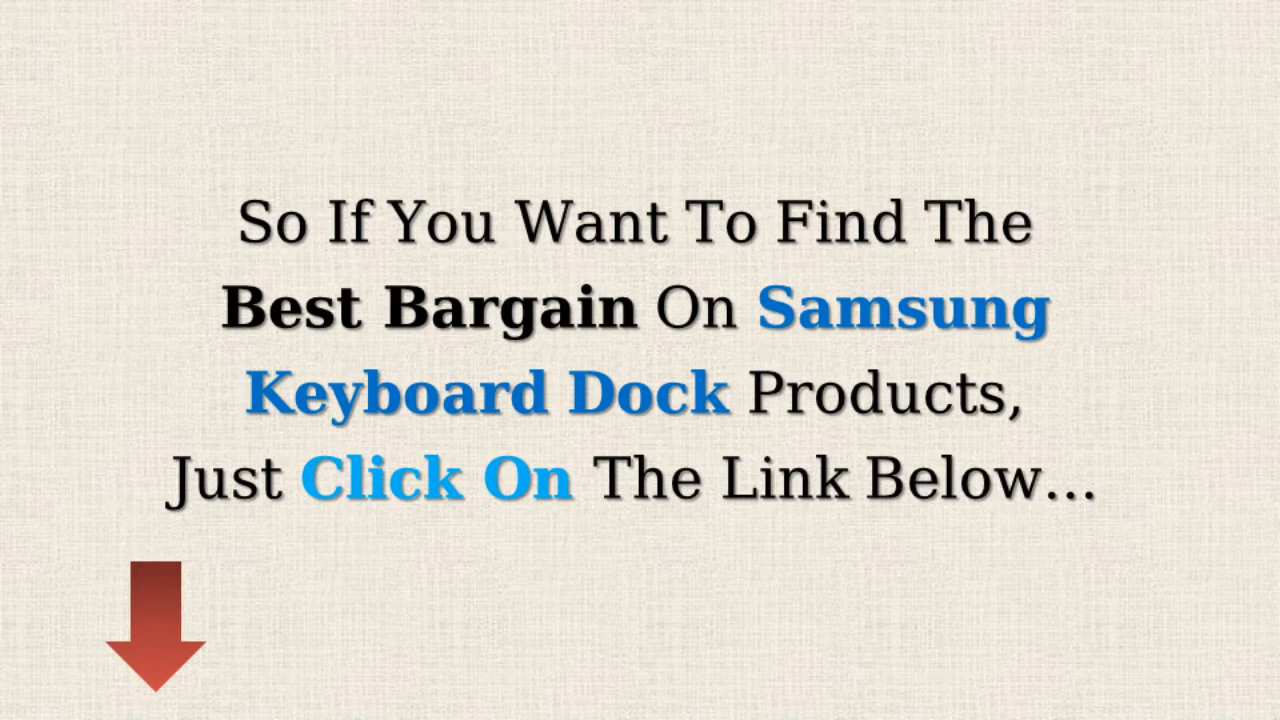 So If You Want To Find The
Best Bargain On Samsung
Keyboard Dock Products,
Just Click On The Link Below...